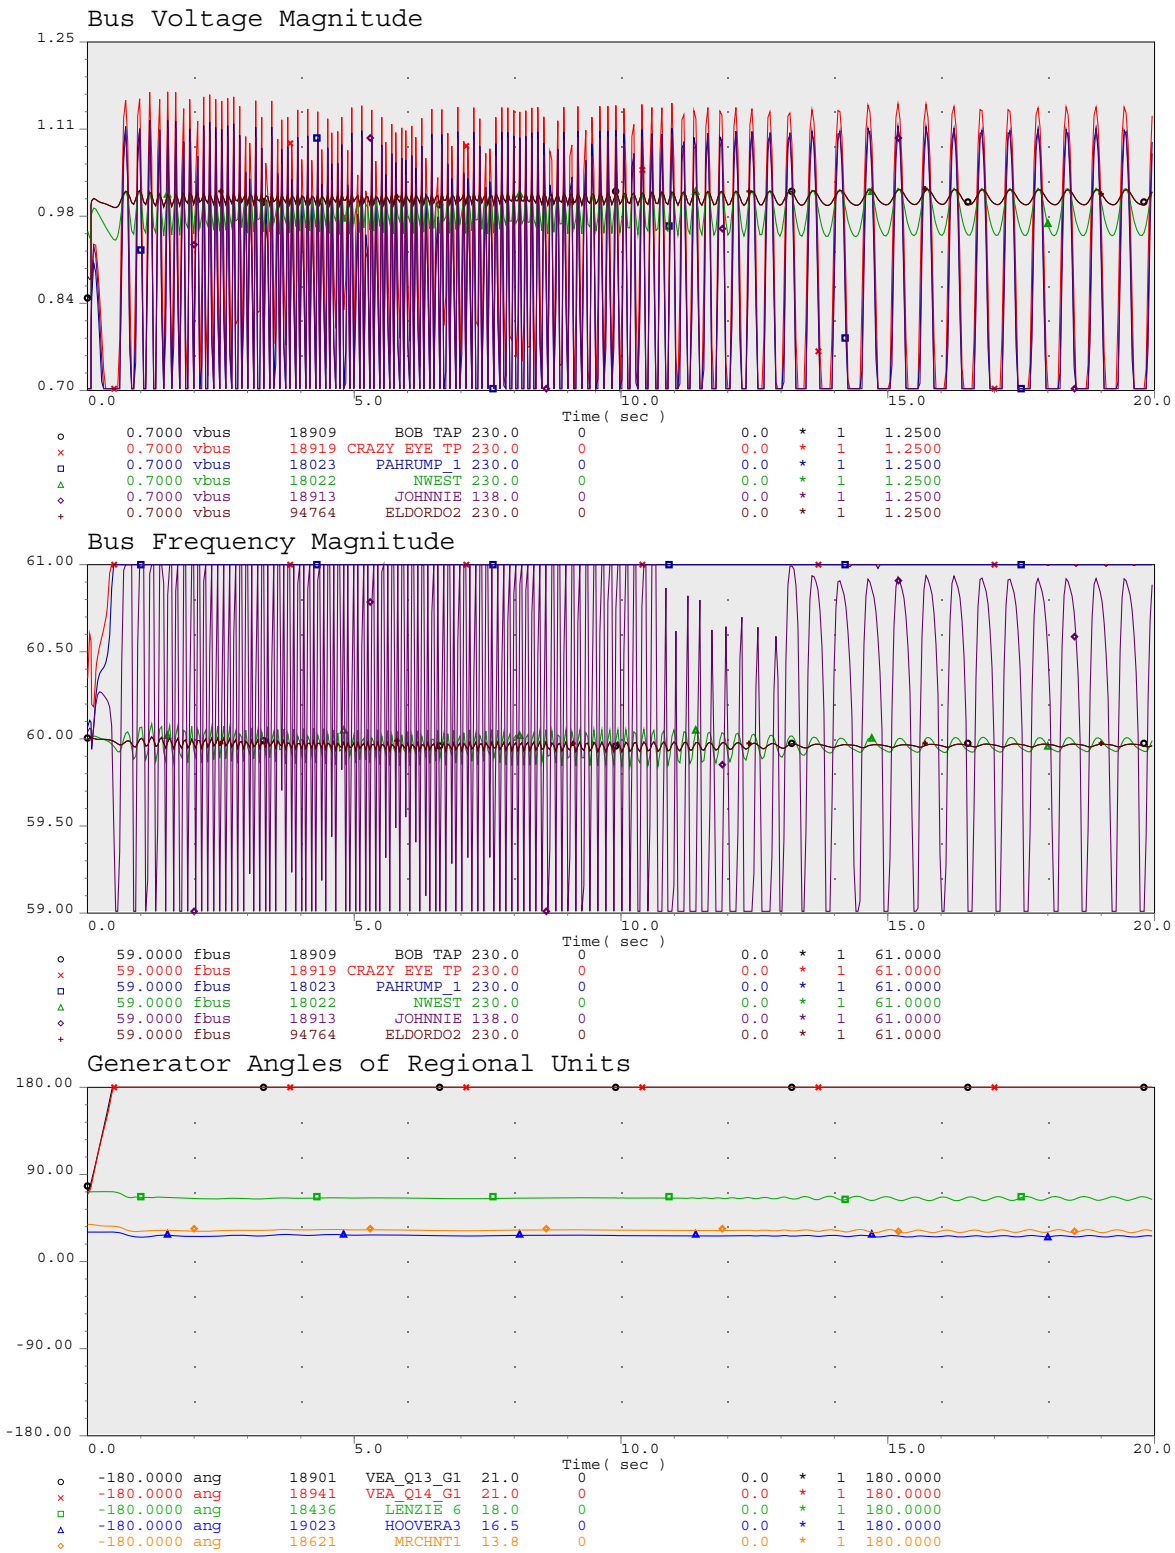 Bus Voltage Magnitude
1.25
1.11
0.98
0.84
0.70
0.0 5.0 10.0 15.0 20.0
Time( sec )
0.7000 vbus 18909 BOB TAP 230.0 0 0.0 * 1 1.2500
0.7000 vbus 18919 CRAZY EYE TP 230.0 0 0.0 * 1 1.2500
0.7000 vbus 18023 PAHRUMP_1 230.0 0 0.0 * 1 1.2500
0.7000 vbus 18022 NWEST 230.0 0 0.0 * 1 1.2500
0.7000 vbus 18913 JOHNNIE 138.0 0 0.0 * 1 1.2500
0.7000 vbus 94764 ELDORDO2 230.0 0 0.0 * 1 1.2500
Bus Frequency Magnitude
61.00
60.50
60.00
59.50
59.00
0.0 5.0 10.0 15.0 20.0
Time( sec )
59.0000 fbus 18909 BOB TAP 230.0 0 0.0 * 1 61.0000
59.0000 fbus 18919 CRAZY EYE TP 230.0 0 0.0 * 1 61.0000
59.0000 fbus 18023 PAHRUMP_1 230.0 0 0.0 * 1 61.0000
59.0000 fbus 18022 NWEST 230.0 0 0.0 * 1 61.0000
59.0000 fbus 18913 JOHNNIE 138.0 0 0.0 * 1 61.0000
59.0000 fbus 94764 ELDORDO2 230.0 0 0.0 * 1 61.0000
Generator Angles of Regional Units
180.00
90.00
0.00
-90.00
-180.00
0.0 5.0 10.0 15.0 20.0
Time( sec )
-180.0000 ang 18901 VEA_Q13_G1 21.0 0 0.0 * 1 180.0000
-180.0000 ang 18941 VEA_Q14_G1 21.0 0 0.0 * 1 180.0000
-180.0000 ang 18436 LENZIE 6 18.0 0 0.0 * 1 180.0000
-180.0000 ang 19023 HOOVERA3 16.5 0 0.0 * 1 180.0000
-180.0000 ang 18621 MRCHNT1 13.8 0 0.0 * 1 180.0000